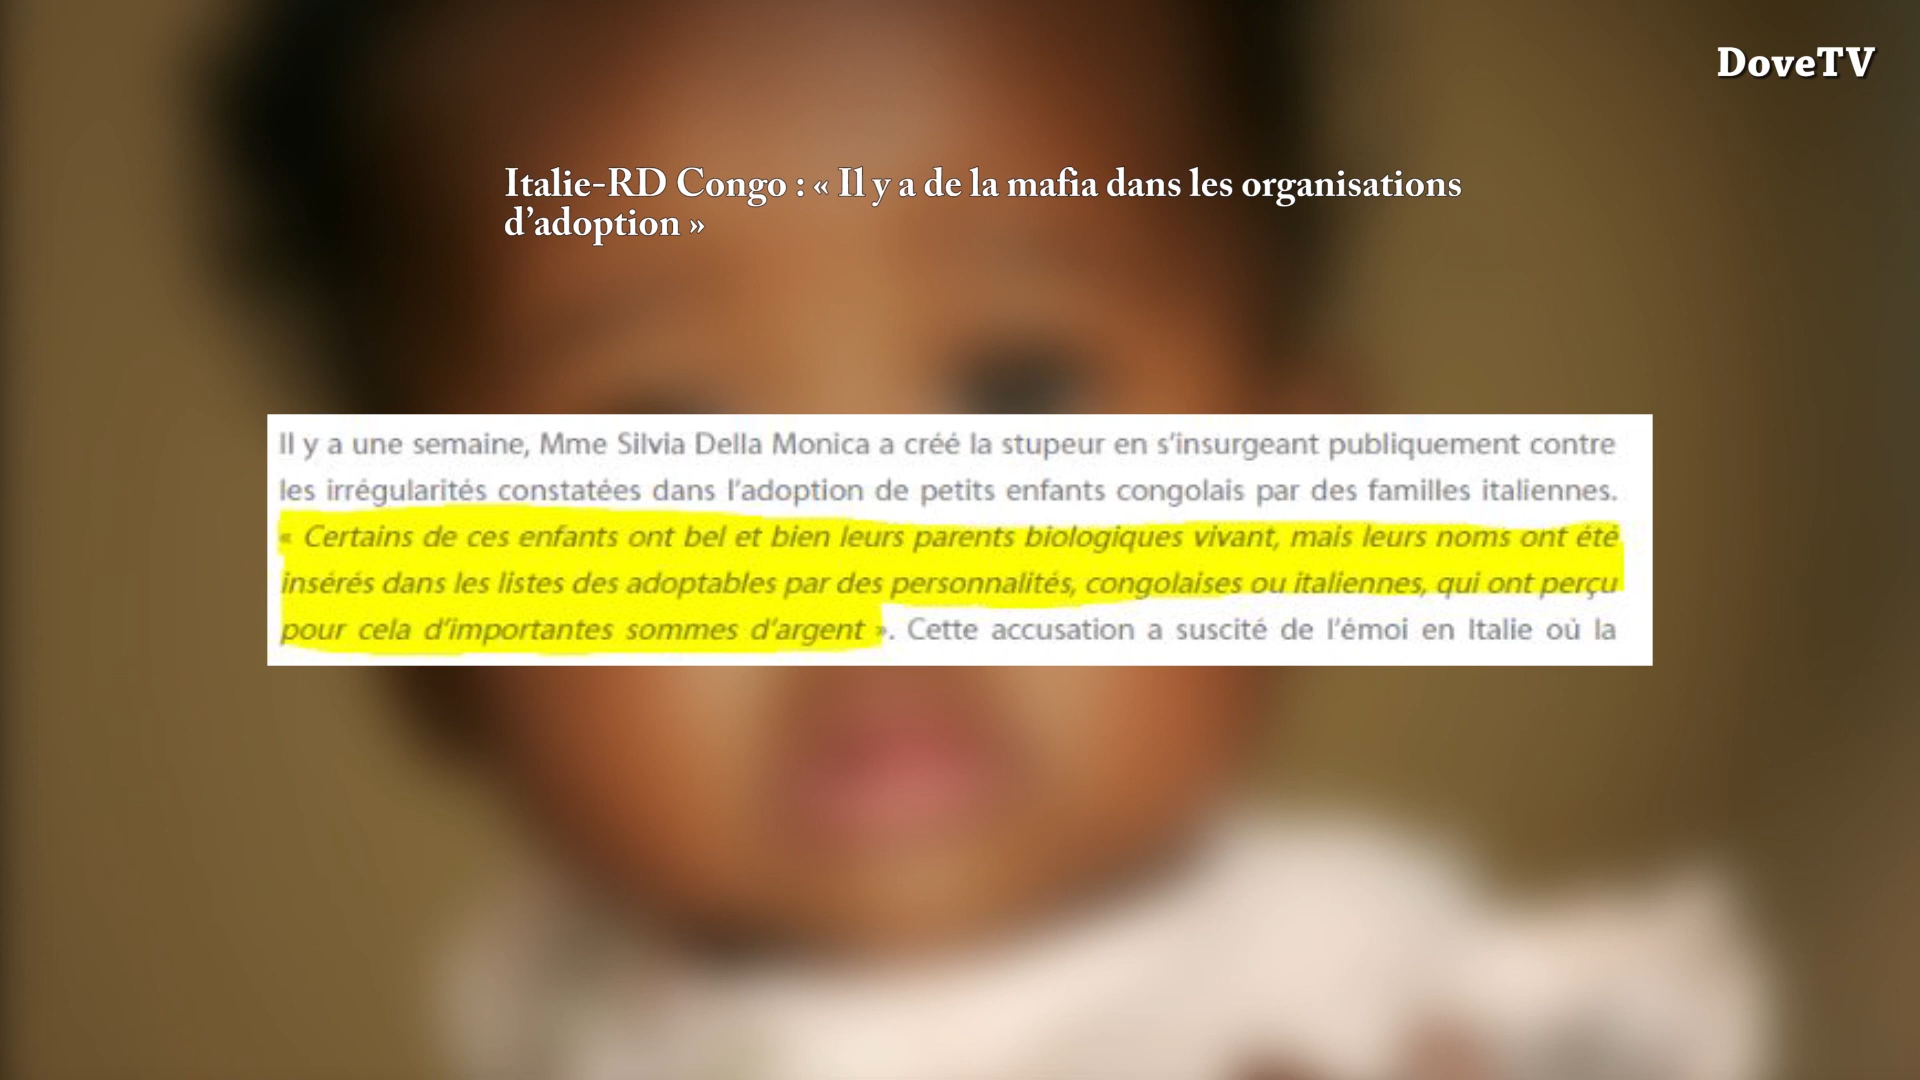 DoveTV
Italie-RD Congo : « Il y a de la mafia dans les organisations
d’adoption »
Il y a une semaine, Mme Silvia Della Monica a créé la stupeur en s’insurgeant publiquement contre
les irrégularités constatées dans l’adoption de petits enfants congolais par des familles italiennes.
« Certains de ces enfants ont bel et bien leurs parents biologiques vivant, mais leurs noms ont été
insérés dans les listes des adoptables par des personnalités, congolaises ou italiennes, qui ont perçu
pour cela d’importantes sommes d’argent ». Cette accusation a suscité de l’émoi en Italie où la